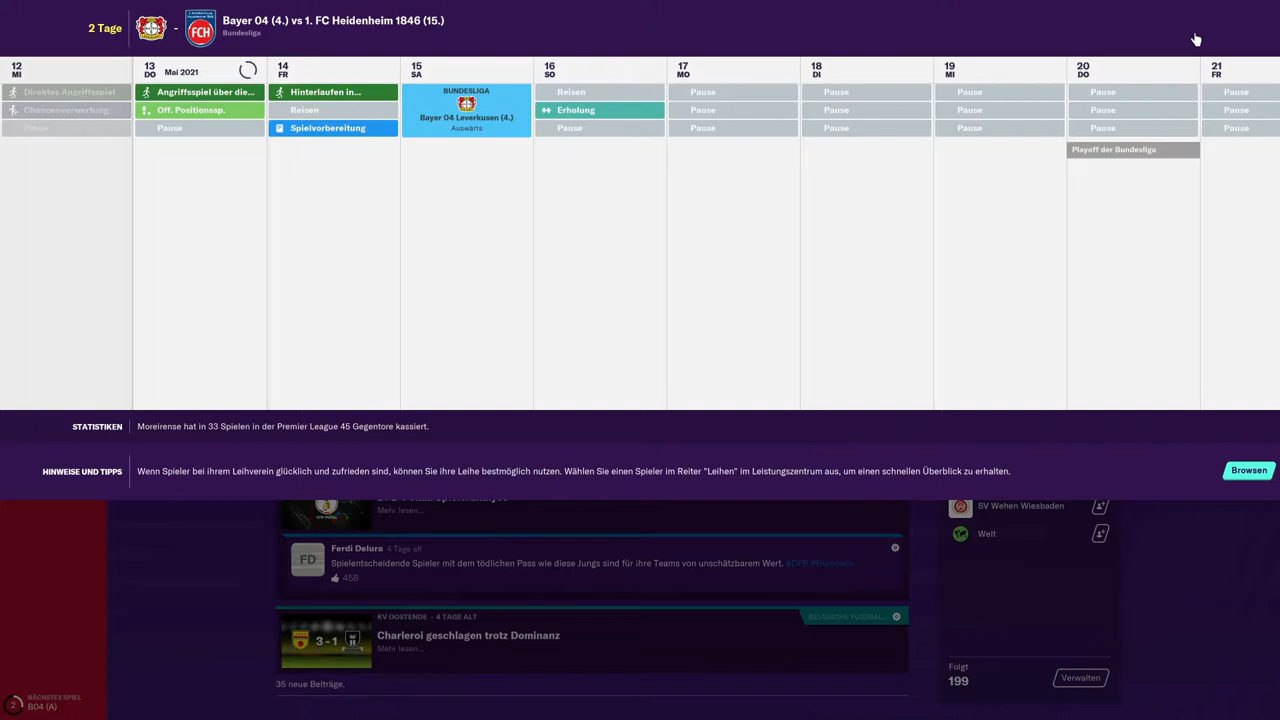 2 Tage
Bayer 04 (4.) vs 1. FC Heidenheim 1846 (15.)
Bundesliga
FCH
12
MI
Direktes Angriffsspiel
Chancenverwertung
Pause
13
DO
Mai 2021
Angriffsspiel über die...
Off. Positionssp.
Pause
14
FR
Hinterlaufen in...
Reisen
Spielvorbereitung
15
SA
BUNDESLIGA
Bayer 04 Leverkusen (4.)
Auswärts
16
SO
Reisen
Erholung
Pause
17
MO
Pause
Pause
Pause
18
DI
Pause
Pause
Pause
19
MI
Pause
Pause
Pause
20
DO
Pause
Pause
Pause
Playoff der Bundesliga
21
FR
Pause
Pause
Pause
STATISTIKEN
Moreirense hat in 33 Spielen in der Premier League 45 Gegentore kassiert.
HINWEISE UND TIPPS
Wenn Spieler bei ihrem Leihverein glücklich und zufrieden sind, können Sie ihre Leihe bestmöglich nutzen. Wählen Sie einen Spieler im Reiter "Leihen" im Leistungszentrum aus, um einen schnellen Überblick zu erhalten.
Browsen
Mehr lesen...
FD
Ferdi Delura 4 Tage alt
Spielentscheidende Spieler mit dem tödlichen Pass wie diese Jungs sind für ihre Teams von unschätzbarem Wert. #DFB
458
KV OOSTENDE - 4 TAGE ALT
BELGISCHE FUSSBAL...
3-1
Charleroi geschlagen trotz Dominanz
Mehr lesen...
35 neue Beiträge.
SV Wehen Wiesbaden
Welt
Folgt
199
Verwalten
2
NÄCHSTES SPIEL
B04 (A)